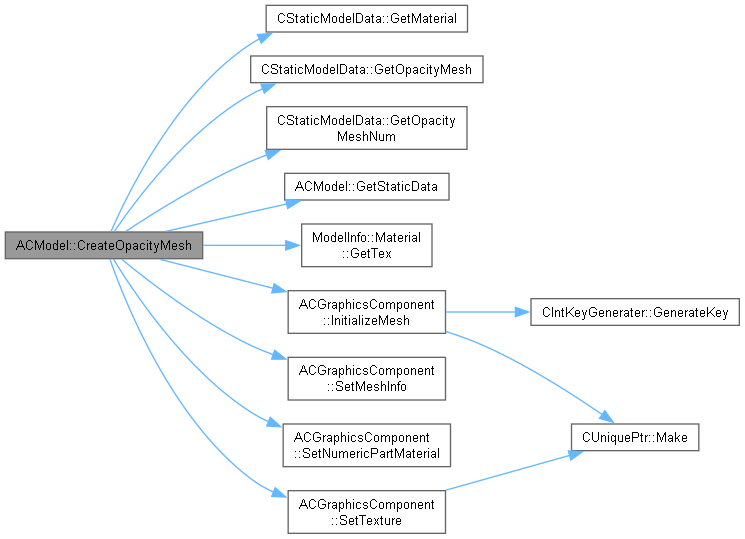 CStaticModelData::GetMaterial
CStaticModelData::GetOpacityMesh
CStaticModelData::GetOpacity
MeshNum
ACModel::GetStaticData
ACModel::CreateOpacityMesh
ModelInfo::Material
::GetTex
ACGraphicsComponent
::InitializeMesh
CIntKeyGenerater::GenerateKey
ACGraphicsComponent
::SetMeshInfo
ACGraphicsComponent
::SetNumericPartMaterial
CUniquePtr::Make
ACGraphicsComponent
::SetTexture